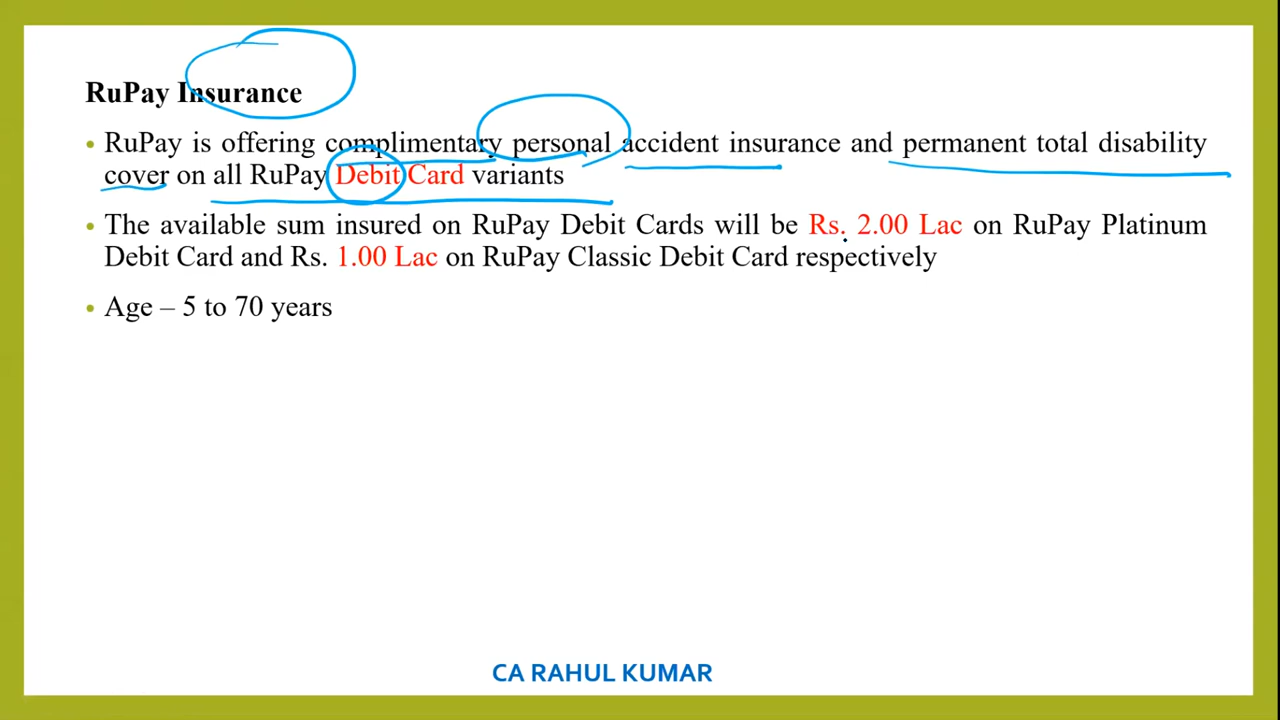 RuPay Insurance
• RuPay is offering complimentary personal accident insurance and permanent total disability
cover on all RuPay Debit Card variants
• The available sum insured on RuPay Debit Cards will be Rs. 2.00 Lac on RuPay Platinum
Debit Card and Rs. 1.00 Lac on RuPay Classic Debit Card respectively
• Age – 5 to 70 years
CA RAHUL KUMAR